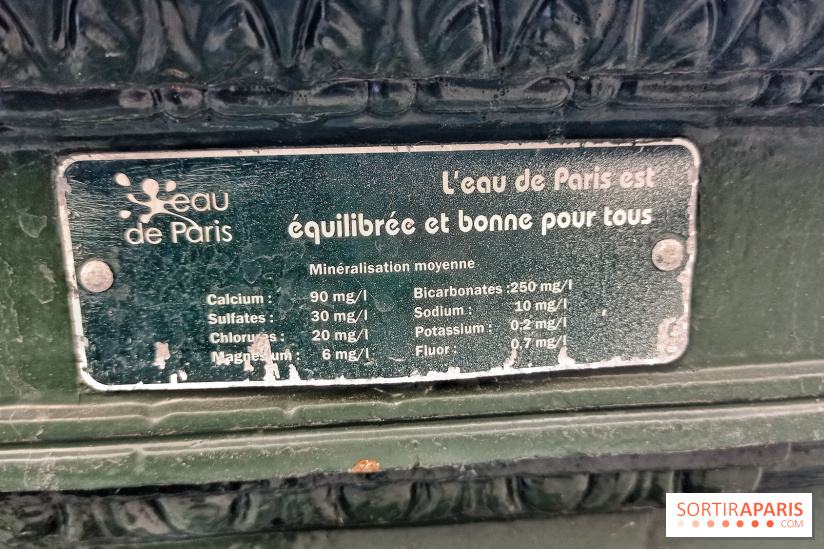 L'eau
de Paris
L'eau de Paris est
équilibrée et bonne pour tous
Minéralisation moyenne
Calcium : 90 mg/l Bicarbonates :250 mg/l
Sulfates : 30 mg/l Sodium : 10 mg/l
Chlorures : 20 mg/l Potassium : 0,2 mg/l
Magnésium : 6 mg/l Fluor : 0,7 mg/l
SORTIRAPARIS
.COM